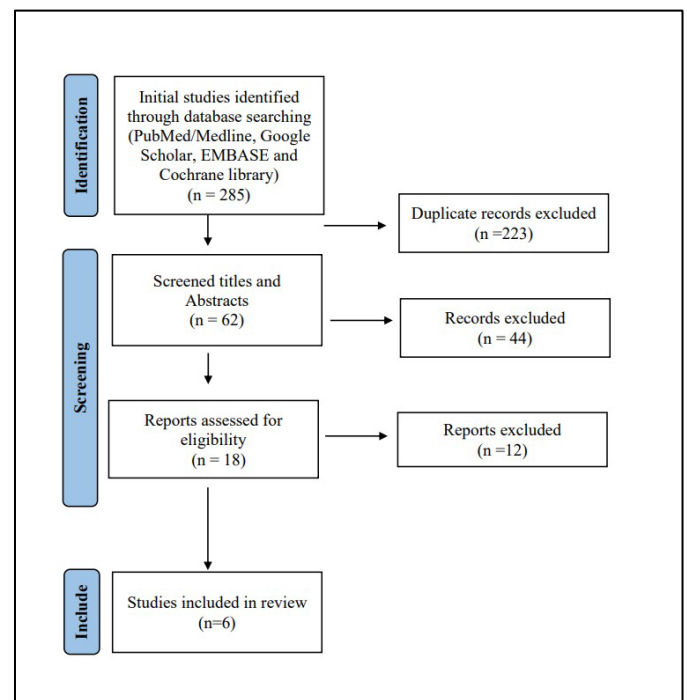 Identification
Initial studies identified
through database searching
(PubMed/Medline, Google
Scholar, EMBASE and
Cochrane library)
(n = 285)
Duplicate records excluded
(n =223)
Screening
Screened titles and
Abstracts
(n = 62)
Records excluded
(n = 44)
Reports assessed for
eligibility
(n = 18)
Reports excluded
(n =12)
Include
Studies included in review
(n=6)